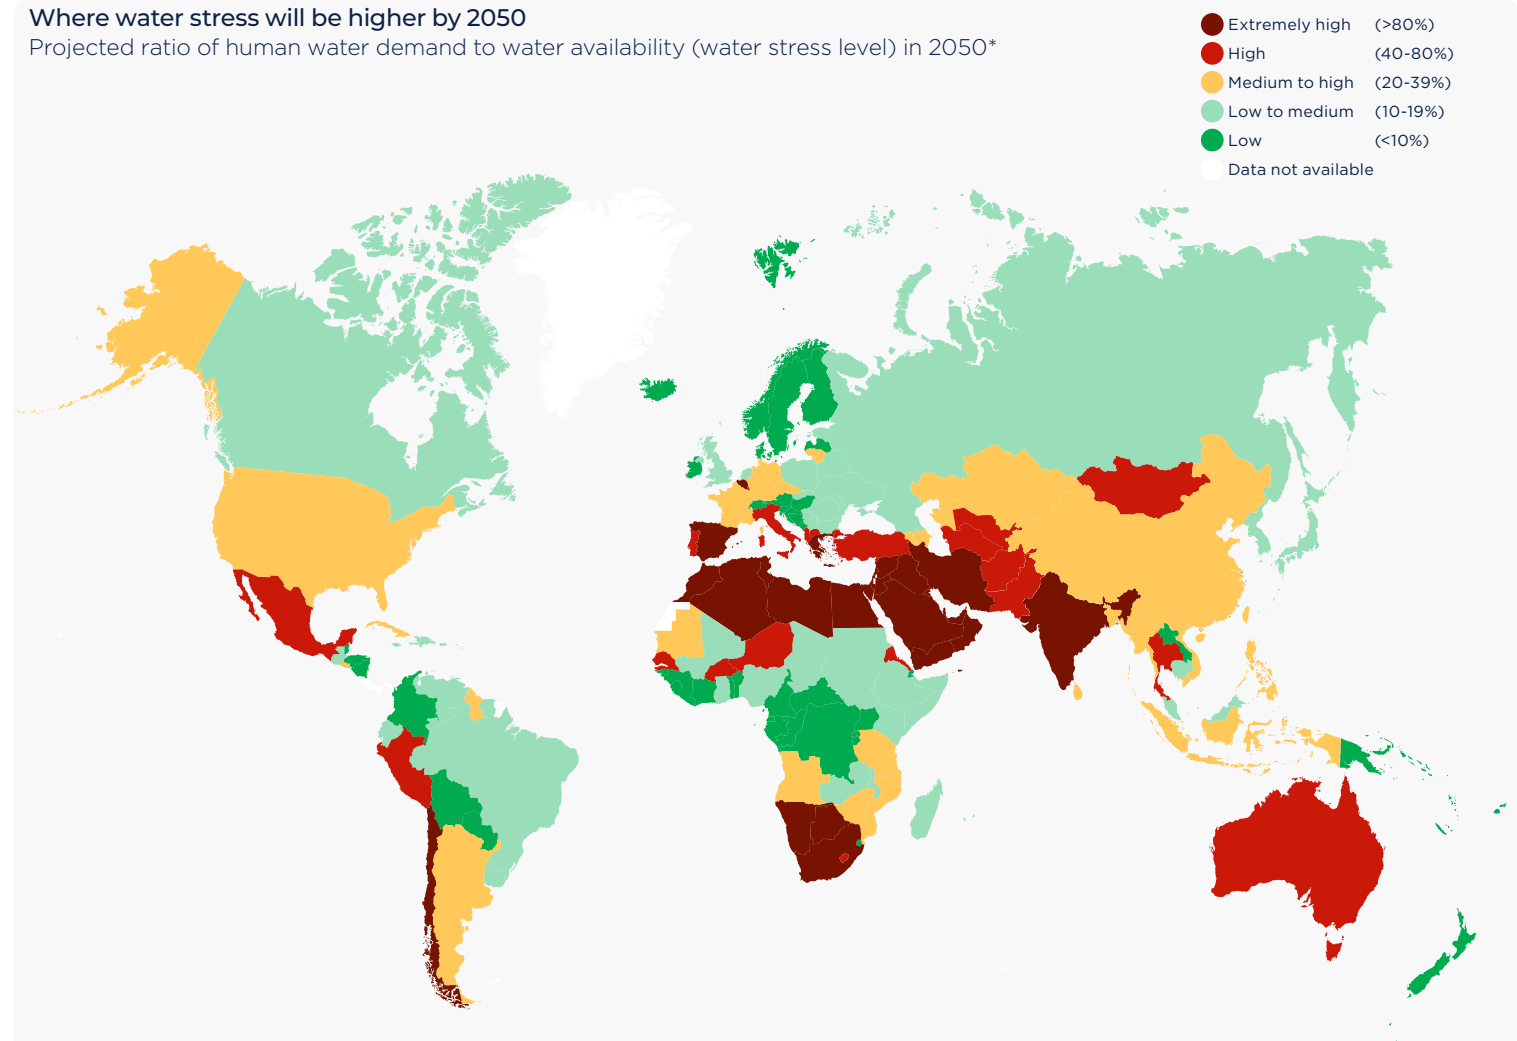 Where water stress will be higher by 2050
Projected ratio of human water demand to water availability (water stress level) in 2050*
Extremely high (>80%)
High (40-80%)
Medium to high (20-39%)
Low to medium (10-19%)
Low (<10%)
Data not available